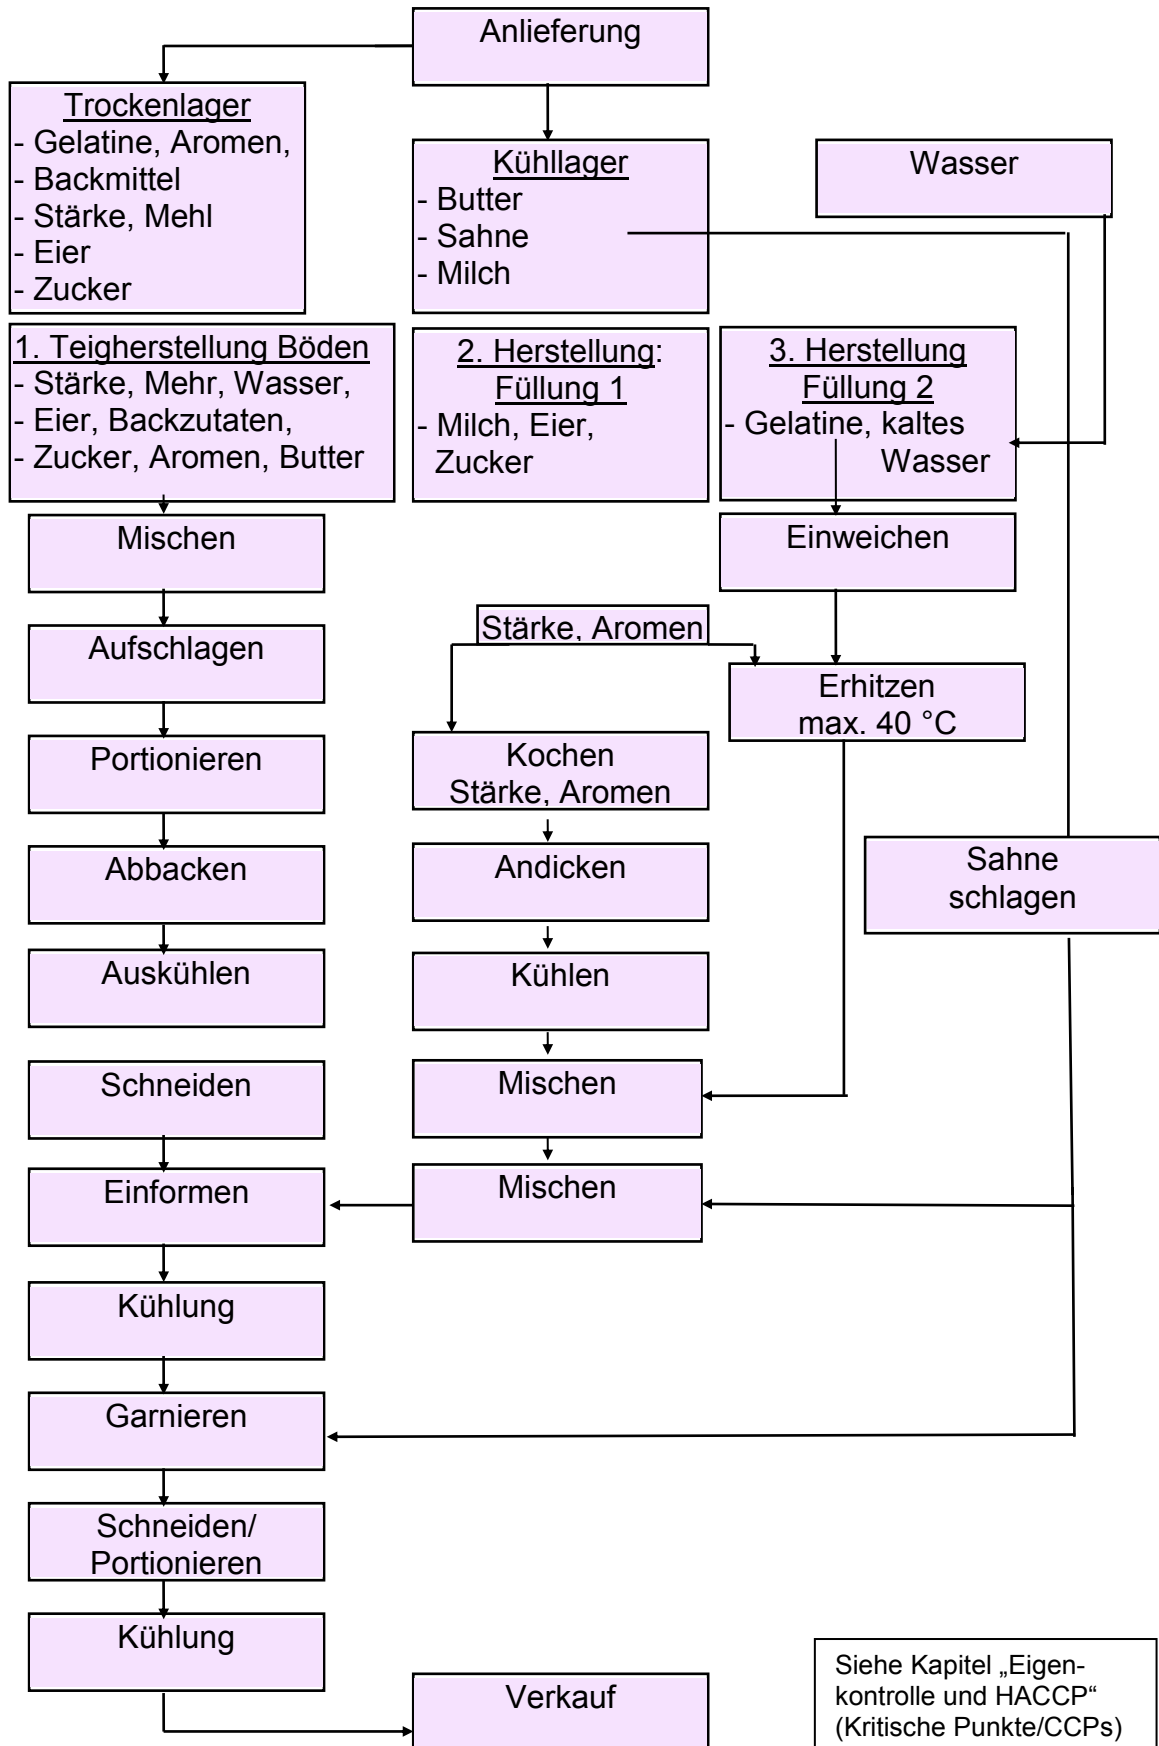 Anlieferung
Trockenlager
- Gelatine, Aromen,
- Backmittel
- Stärke, Mehl
- Eier
- Zucker
Kühllager
- Butter
- Sahne
- Milch
Wasser
1. Teigherstellung Böden
- Stärke, Mehr, Wasser,
- Eier, Backzutaten,
- Zucker, Aromen, Butter
2. Herstellung:
Füllung 1
- Milch, Eier,
Zucker
3. Herstellung
Füllung 2
- Gelatine, kaltes
Wasser
Mischen
Einweichen
Stärke, Aromen
Aufschlagen
Erhitzen
max. 40 °C
Portionieren
Kochen
Stärke, Aromen
Abbacken
Andicken
Sahne
schlagen
Auskühlen
Kühlen
Schneiden
Mischen
Einformen
Mischen
Kühlung
Garnieren
Schneiden/
Portionieren
Kühlung
Verkauf
Siehe Kapitel „Eigen-
kontrolle und HACCP“
(Kritische Punkte/CCPs)